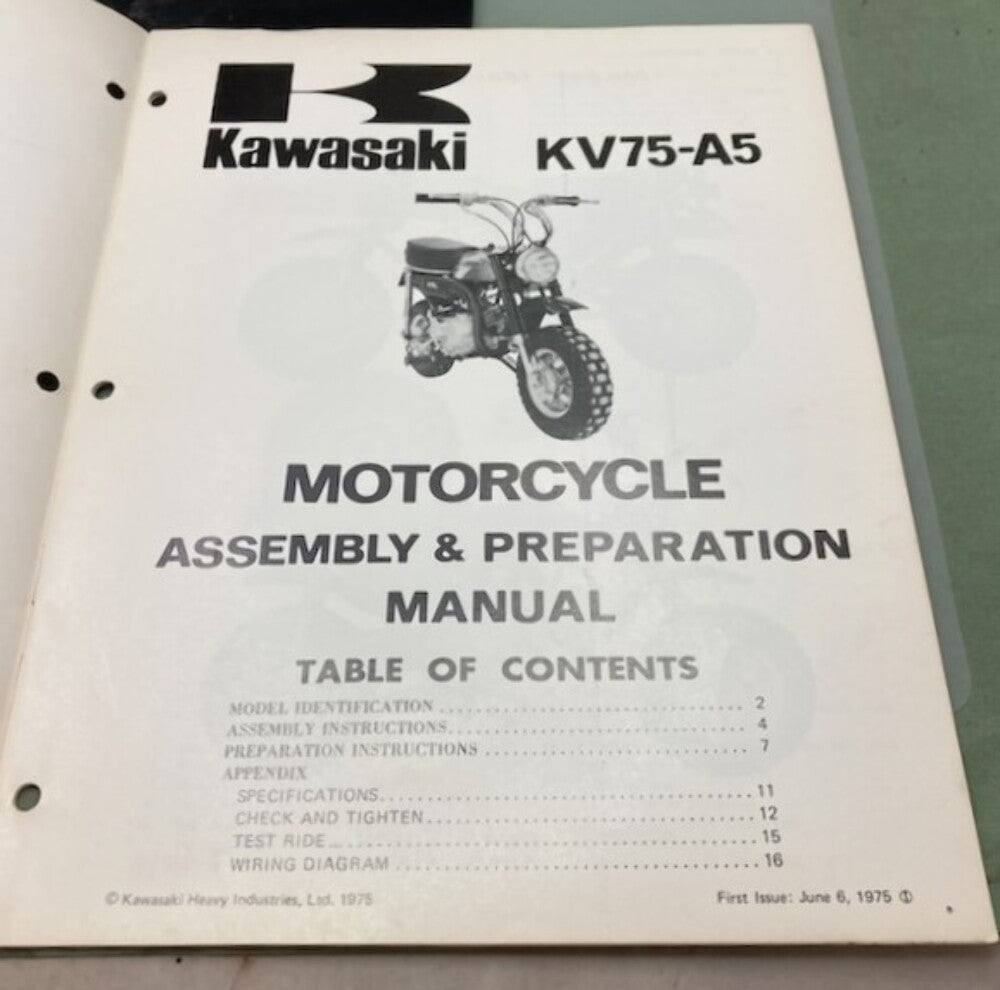 Kawasaki KV75-A5
MOTORCYCLE
ASSEMBLY & PREPARATION
MANUAL
TABLE OF CONTENTS
MODEL IDENTIFICATION ........ 2
ASSEMBLY INSTRUCTIONS........ 4
PREPARATION INSTRUCTIONS ........ 7
APPENDIX
SPECIFICATIONS........ 11
CHECK AND TIGHTEN........ 12
TEST RIDE........ 15
WIRING DIAGRAM ........ 16
© Kawasaki Heavy Industries, Ltd. 1975 First Issue: June 6, 1975 ①